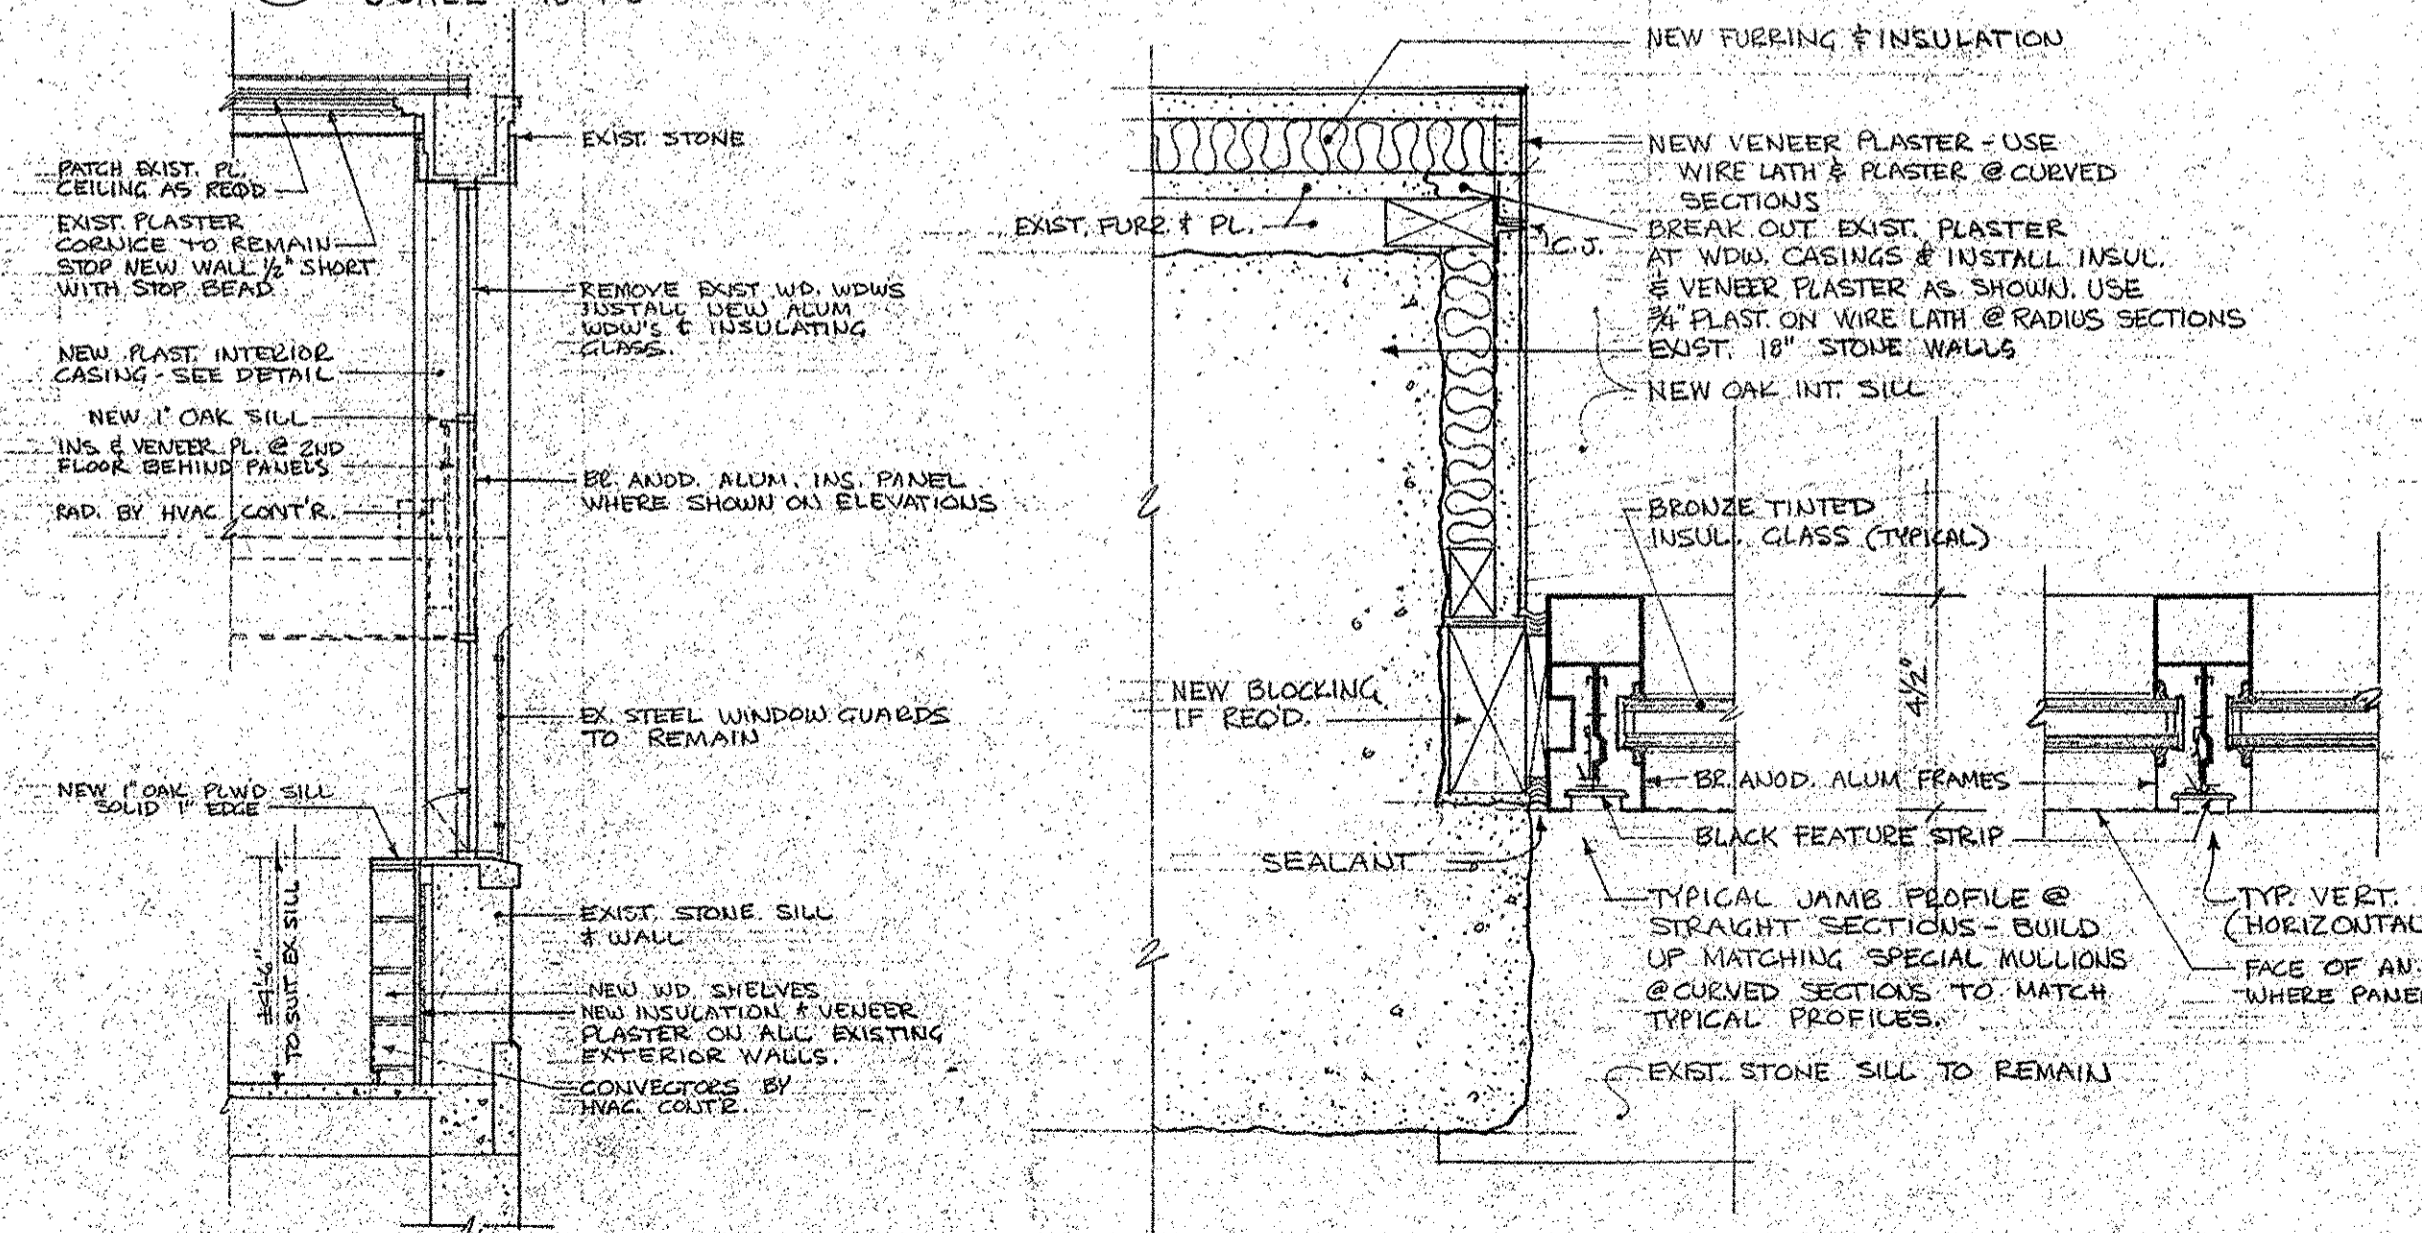 PATCH EXIST. PL.
CEILING AS REQD
EXIST. PLASTER
CORNICE TO REMAIN
STOP NEW WALL 1/2" SHORT
WITH STOP BEAD
NEW PLAST. INTERIOR
CASING - SEE DETAIL
NEW 1" OAK SILL
INS. & VENEER PL. @ 2ND
FLOOR BEHIND PANELS
RAD. BY HVAC CONT'R.
NEW 1" OAK PLWD SILL
SOLID 1" EDGE
TO SUIT EX SILL
EXIST. STONE
REMOVE EXIST WD. WDWS
INSTALL NEW ALUM
WDW'S & INSULATING
GLASS.
BR. ANOD. ALUM. INS. PANEL
WHERE SHOWN ON ELEVATIONS
EX. STEEL WINDOW GUARDS
TO REMAIN
EXIST. STONE SILL
& WALL
NEW WD SHELVES
NEW INSULATION & VENEER
PLASTER ON ALL EXISTING
EXTERIOR WALLS.
CONVECTORS BY
HVAC. CONTR.
EXIST. FURR. & PL.
C.J.
NEW BLOCKING
IF REQ'D.
SEALANT
NEW FURRING & INSULATION
NEW VENEER PLASTER - USE
WIRE LATH & PLASTER @ CURVED
SECTIONS
BREAK OUT EXIST. PLASTER
AT WDW. CASINGS & INSTALL INSUL.
& VENEER PLASTER AS SHOWN. USE
3/4" PLAST. ON WIRE LATH @ RADIUS SECTIONS
EXIST. 18" STONE WALLS
NEW OAK INT. SILL
BRONZE TINTED
INSUL. GLASS (TYPICAL)
4 1/2"
BR. ANOD. ALUM FRAMES
BLACK FEATURE STRIP
TYPICAL JAMB PROFILE @
STRAIGHT SECTIONS - BUILD
UP MATCHING SPECIAL MULLIONS
@ CURVED SECTIONS TO MATCH
TYPICAL PROFILES.
EXIST. STONE SILL TO REMAIN
TYP. VERT.
(HORIZONTAL
FACE OF AN.
WHERE PANEL